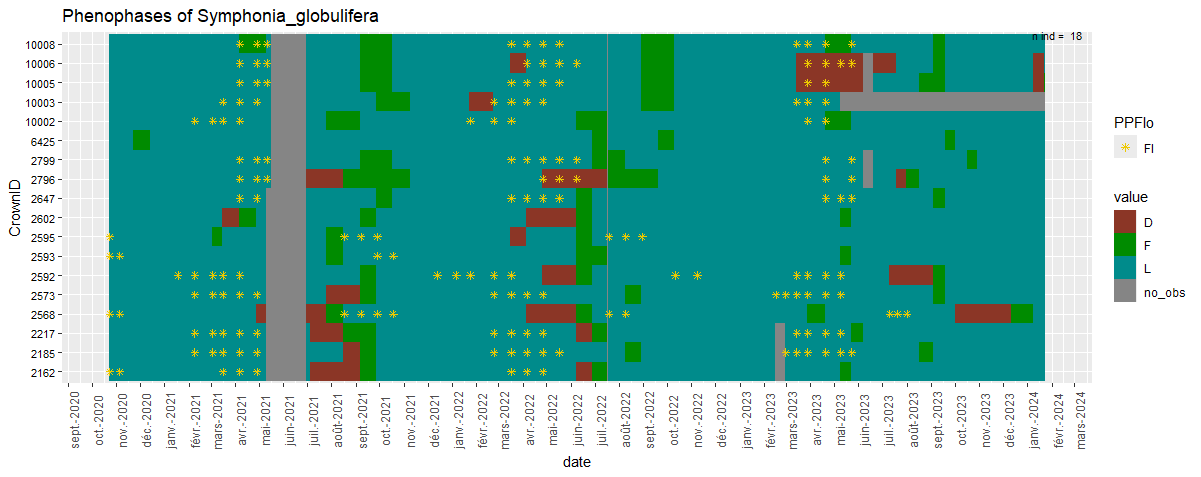 Phenophases of Symphonia_globulifera
n ind = 18
CrownID
10008
10006
10005
10003
10002
6425
2799
2796
2647
2602
2595
2593
2592
2573
2568
2217
2185
2162
sept.-2020
oct.-2020
nov.-2020
déc.-2020
janv.-2021
févr.-2021
mars-2021
avr.-2021
mai-2021
juin-2021
juil.-2021
août-2021
sept.-2021
oct.-2021
nov.-2021
déc.-2021
janv.-2022
févr.-2022
mars-2022
avr.-2022
mai-2022
juin-2022
juil.-2022
août-2022
sept.-2022
oct.-2022
nov.-2022
déc.-2022
janv.-2023
févr.-2023
mars-2023
avr.-2023
mai-2023
juin-2023
juil.-2023
août-2023
sept.-2023
oct.-2023
nov.-2023
déc.-2023
janv.-2024
févr.-2024
mars-2024
date
PPFlo
Fl
value
D
F
L
no_obs